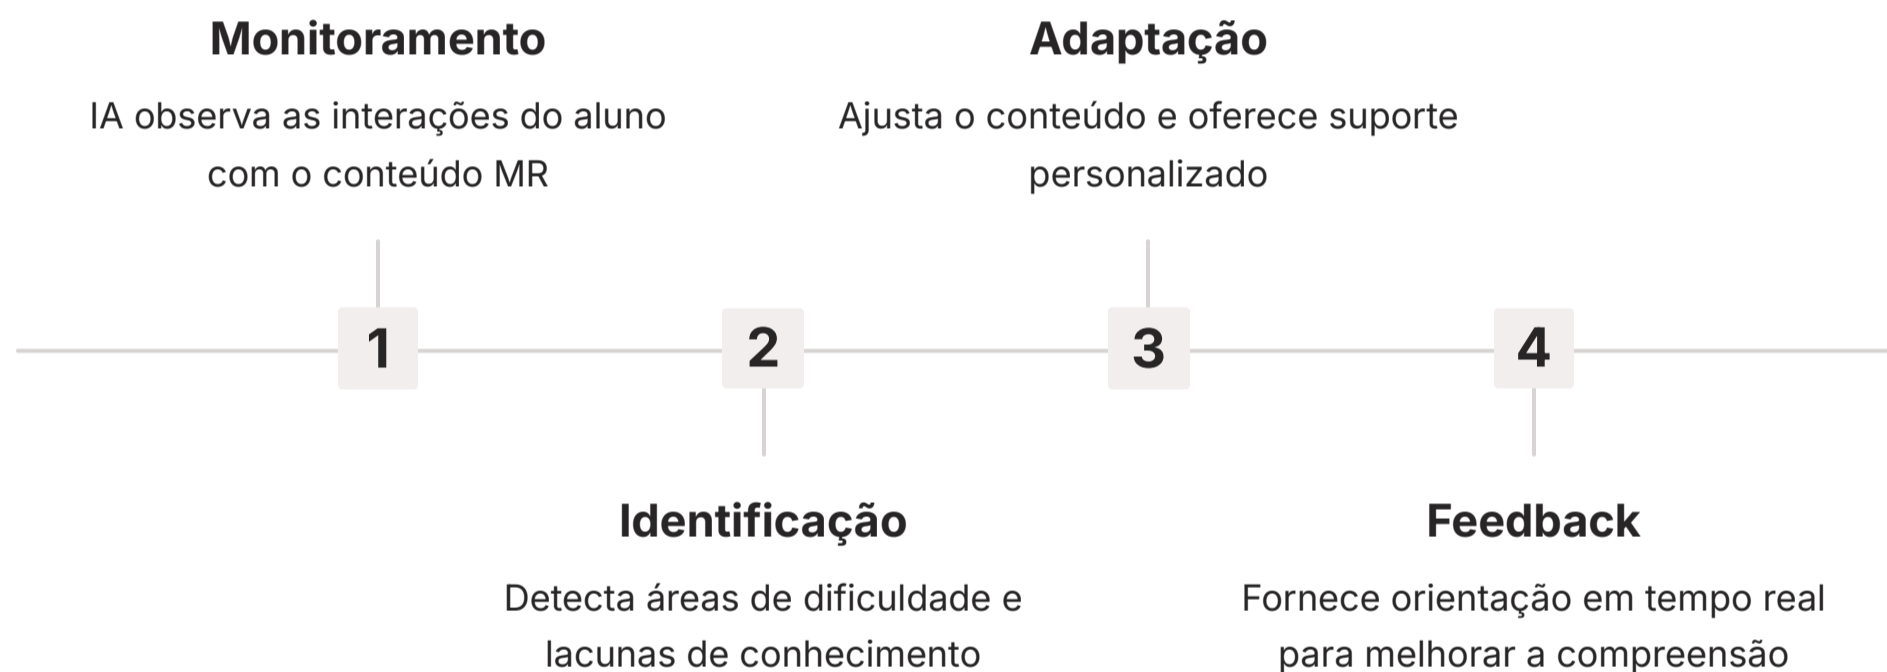 Monitoramento
IA observa as interações do aluno
com o conteúdo MR
Adaptação
Ajusta o conteúdo e oferece suporte
personalizado
1
2
3
4
Identificação
Detecta áreas de dificuldade e
lacunas de conhecimento
Feedback
Fornece orientação em tempo real
para melhorar a compreensão